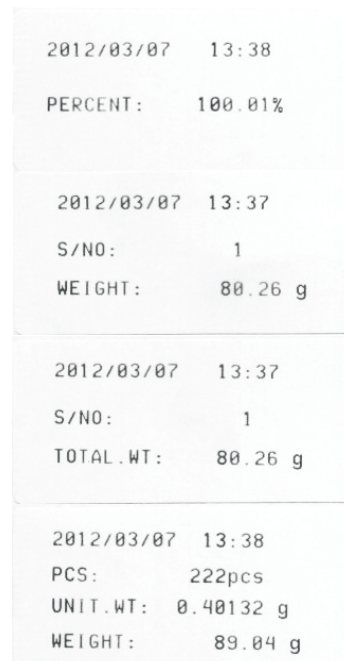 2012/03/07 13:38
PERCENT: 100.01%
2012/03/07 13:37
S/NO: 1
WEIGHT: 80.26 g
2012/03/07 13:37
S/NO: 1
TOTAL.WT: 80.26 g
2012/03/07 13:38
PCS: 222pcs
UNIT.WT: 0.40132 g
WEIGHT: 89.04 g